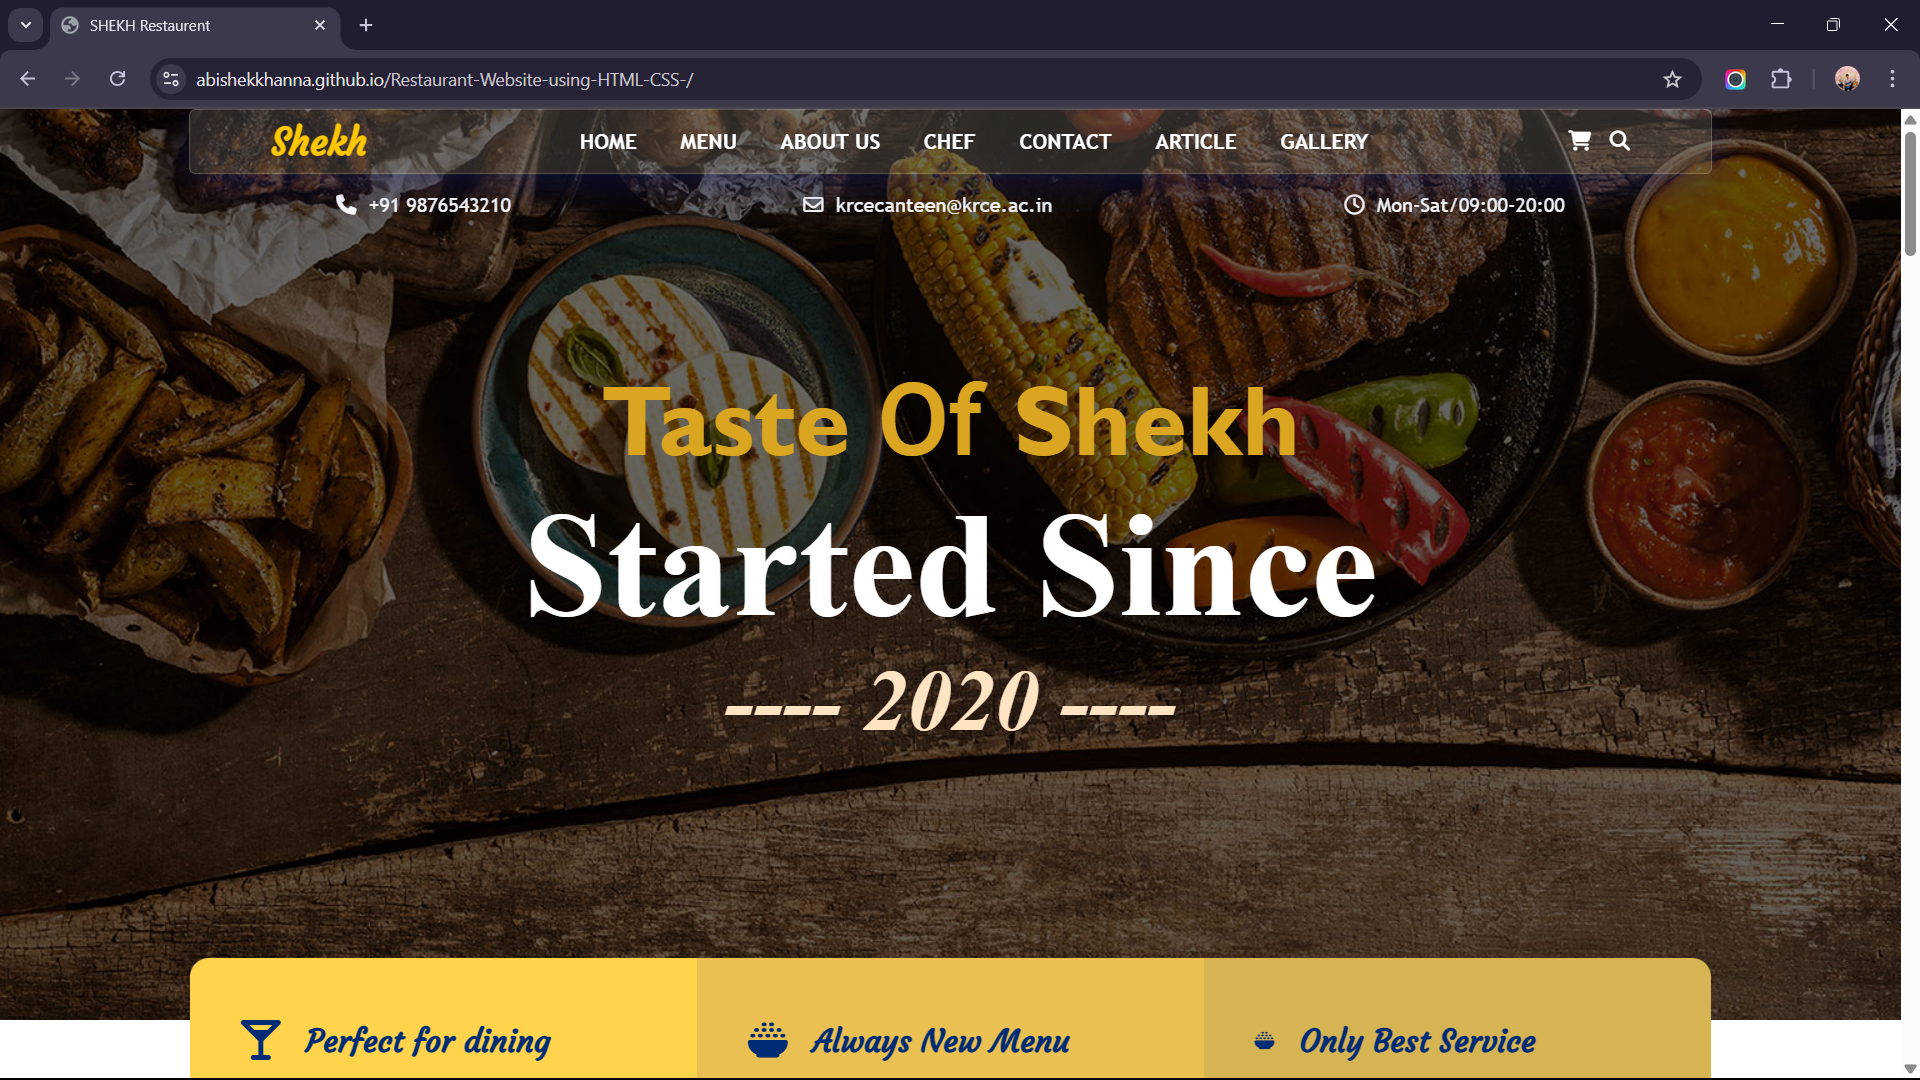 SHEKH Restaurent
abishekkhanna.github.io/Restaurant-Website-using-HTML-CSS-/
Shekh HOME MENU ABOUT US CHEF CONTACT ARTICLE GALLERY
+91 9876543210 krcecanteen@krce.ac.in Mon-Sat/09:00-20:00
Taste Of Shekh
Started Since
---- 2020 ----
Perfect for dining Always New Menu Only Best Service